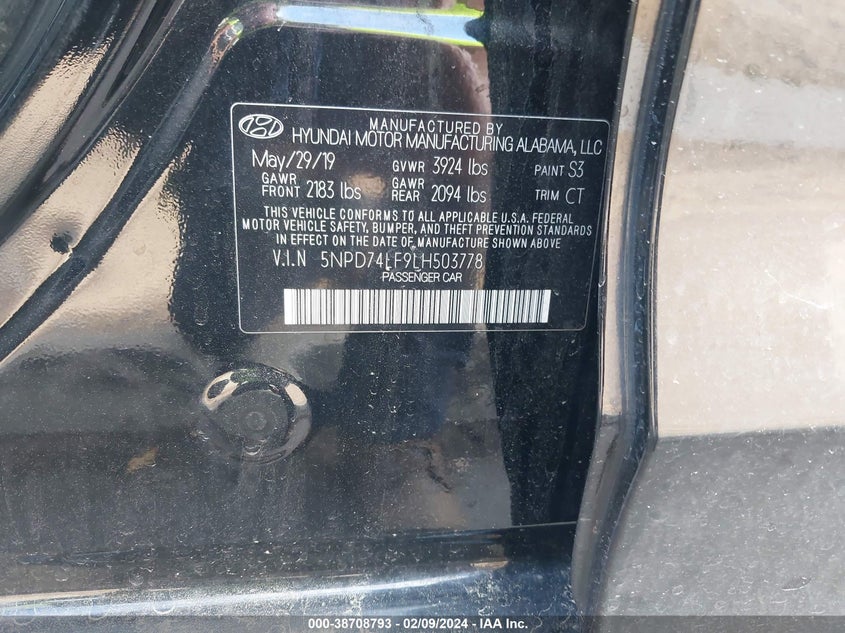 MANUFACTURED BY
HYUNDAI MOTOR MANUFACTURING ALABAMA, LLC
May/29/19 GVWR 3924 lbs PAINT S3
GAWR FRONT 2183 lbs GAWR REAR 2094 lbs TRIM CT
THIS VEHICLE CONFORMS TO ALL APPLICABLE U.S.A. FEDERAL
MOTOR VEHICLE SAFETY, BUMPER, AND THEFT PREVENTION STANDARDS
IN EFFECT ON THE DATE OF MANUFACTURE SHOWN ABOVE
V.I.N 5NPD74LF9LH503778
PASSENGER CAR
000-38708793 - 02/09/2024 - IAA Inc.